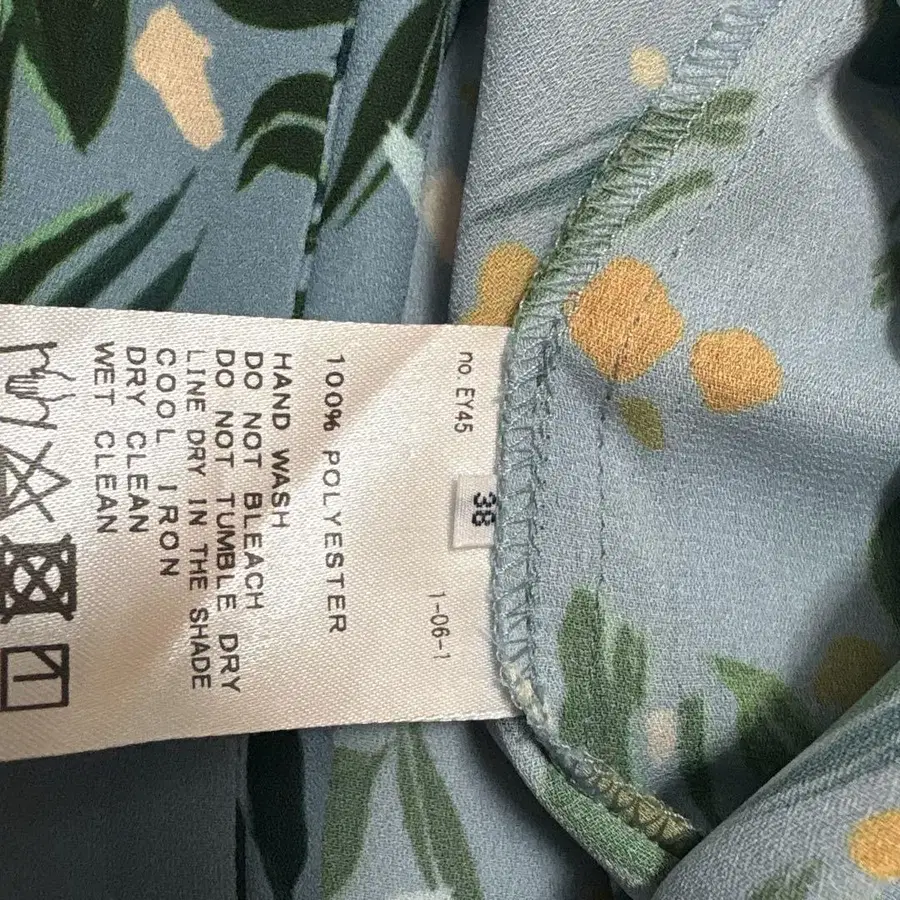 no. EY45
38
1-06-1
100% POLYESTER
HAND WASH
DO NOT BLEACH
DO NOT TUMBLE DRY
LINE DRY IN THE SHADE
COOL IRON
DRY CLEAN
WET CLEAN